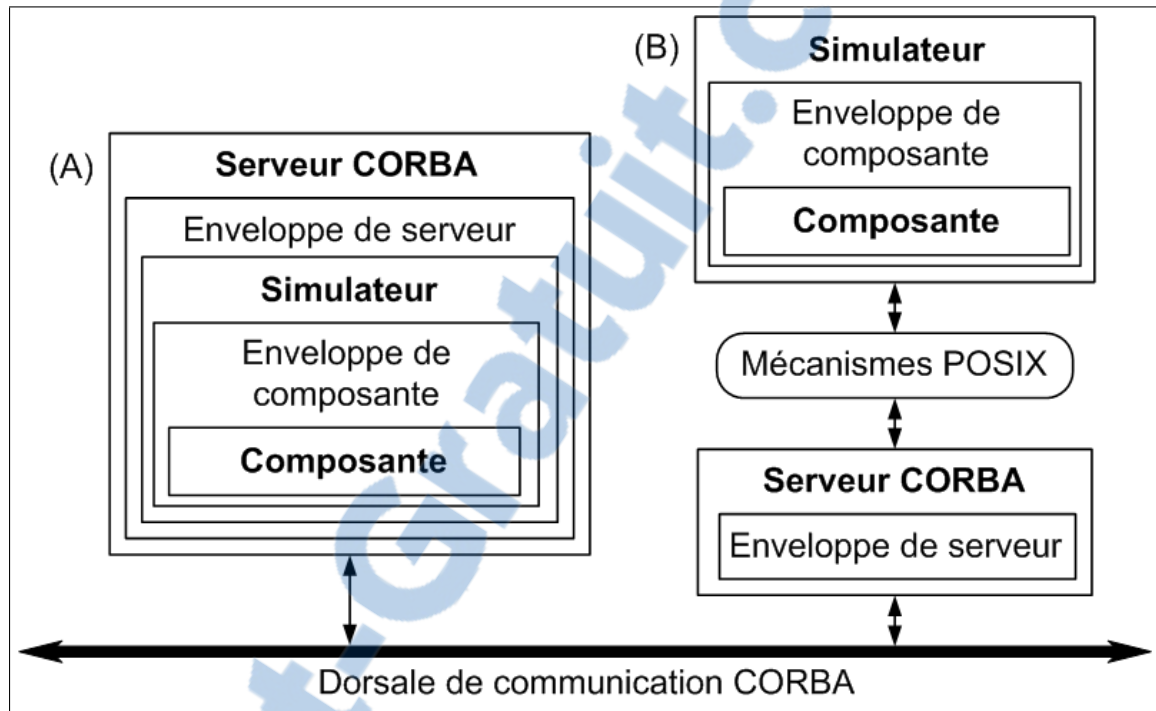 (A)
Serveur CORBA
Enveloppe de serveur
Simulateur
Enveloppe de
composante
Composante
(B)
Simulateur
Enveloppe de
composante
Composante
Mécanismes POSIX
Serveur CORBA
Enveloppe de serveur
Dorsale de communication CORBA
t-Gratuit.c